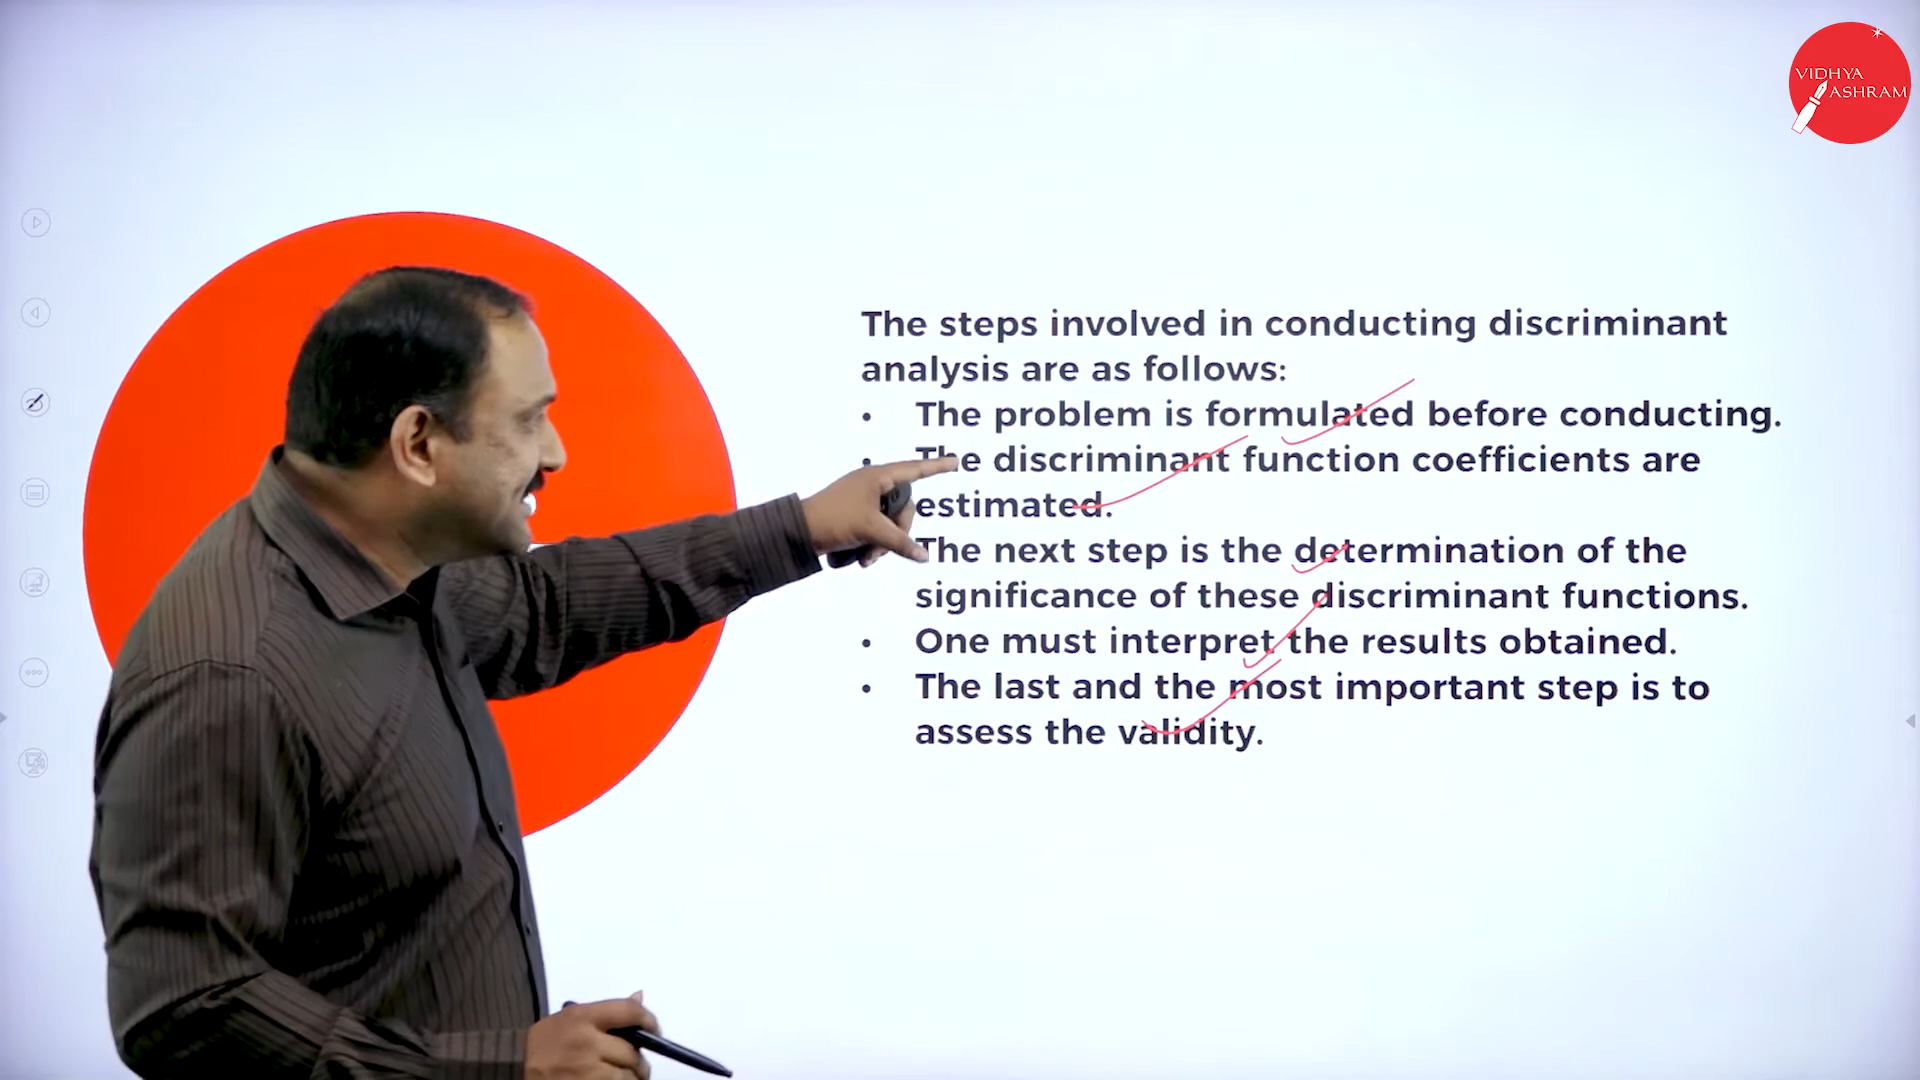 VIDHYA
ASHRAM
The steps involved in conducting discriminant
analysis are as follows:
• The problem is formulated before conducting.
• The discriminant function coefficients are
estimated.
The next step is the determination of the
significance of these discriminant functions.
• One must interpret the results obtained.
• The last and the most important step is to
assess the validity.